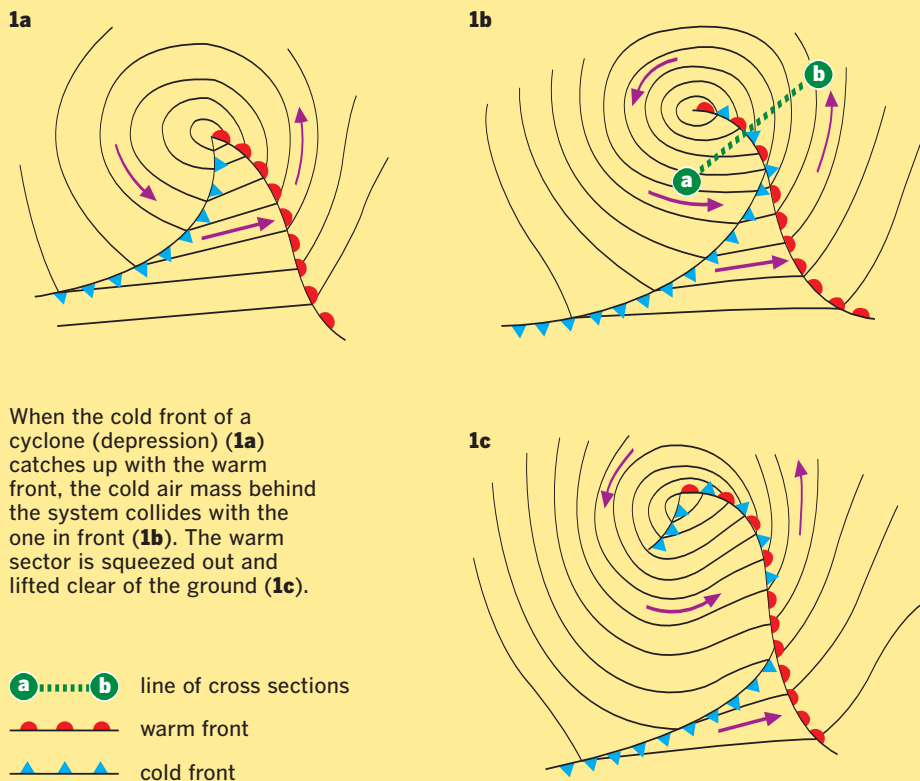 1a
1b
b
a
When the cold front of a
cyclone (depression) (1a)
catches up with the warm
front, the cold air mass behind
the system collides with the
one in front (1b). The warm
sector is squeezed out and
lifted clear of the ground (1c).
1c
a b line of cross sections
warm front
cold front